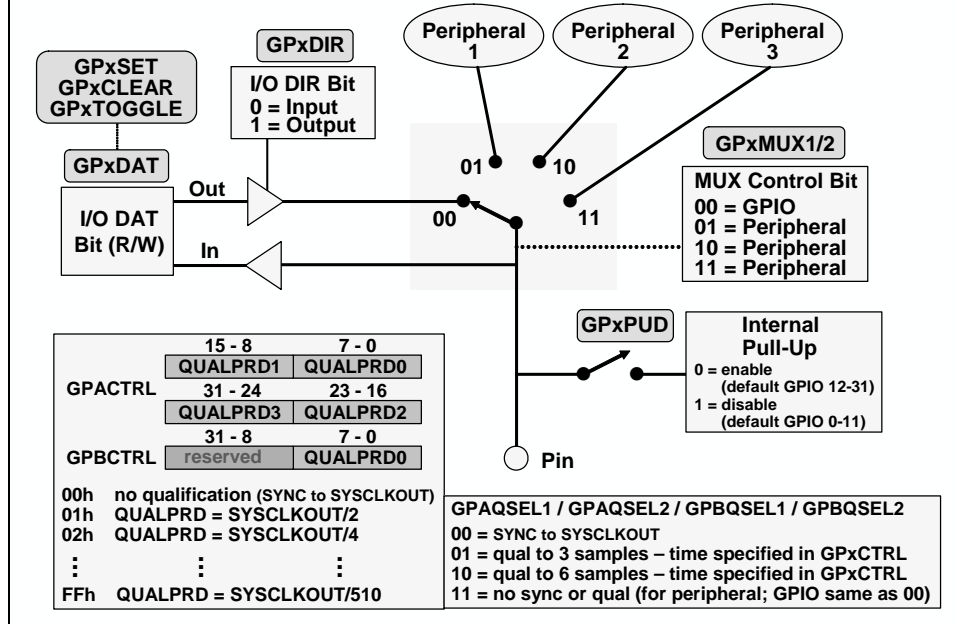 GPxSET
GPxCLEAR
GPxTOGGLE
GPxDIR
I/O DIR Bit
0 = Input
1 = Output
Peripheral
1
Peripheral
2
Peripheral
3
GPxDAT
I/O DAT
Bit (R/W)
Out
In
01
10
00
11
GPxMUX1/2
MUX Control Bit
00 = GPIO
01 = Peripheral
10 = Peripheral
11 = Peripheral
GPxPUD
Internal
Pull-Up
0 = enable
(default GPIO 12-31)
1 = disable
(default GPIO 0-11)
Pin
15 - 8 7 - 0
GPACTRL QUALPRD1 QUALPRD0
31 - 24 23 - 16
QUALPRD3 QUALPRD2
31 - 8 7 - 0
GPBCTRL reserved QUALPRD0
00h no qualification (SYNC to SYSCLKOUT)
01h QUALPRD = SYSCLKOUT/2
02h QUALPRD = SYSCLKOUT/4
⋮ ⋮ ⋮
FFh QUALPRD = SYSCLKOUT/510
GPAQSEL1 / GPAQSEL2 / GPBQSEL1 / GPBQSEL2
00 = SYNC to SYSCLKOUT
01 = qual to 3 samples – time specified in GPxCTRL
10 = qual to 6 samples – time specified in GPxCTRL
11 = no sync or qual (for peripheral; GPIO same as 00)